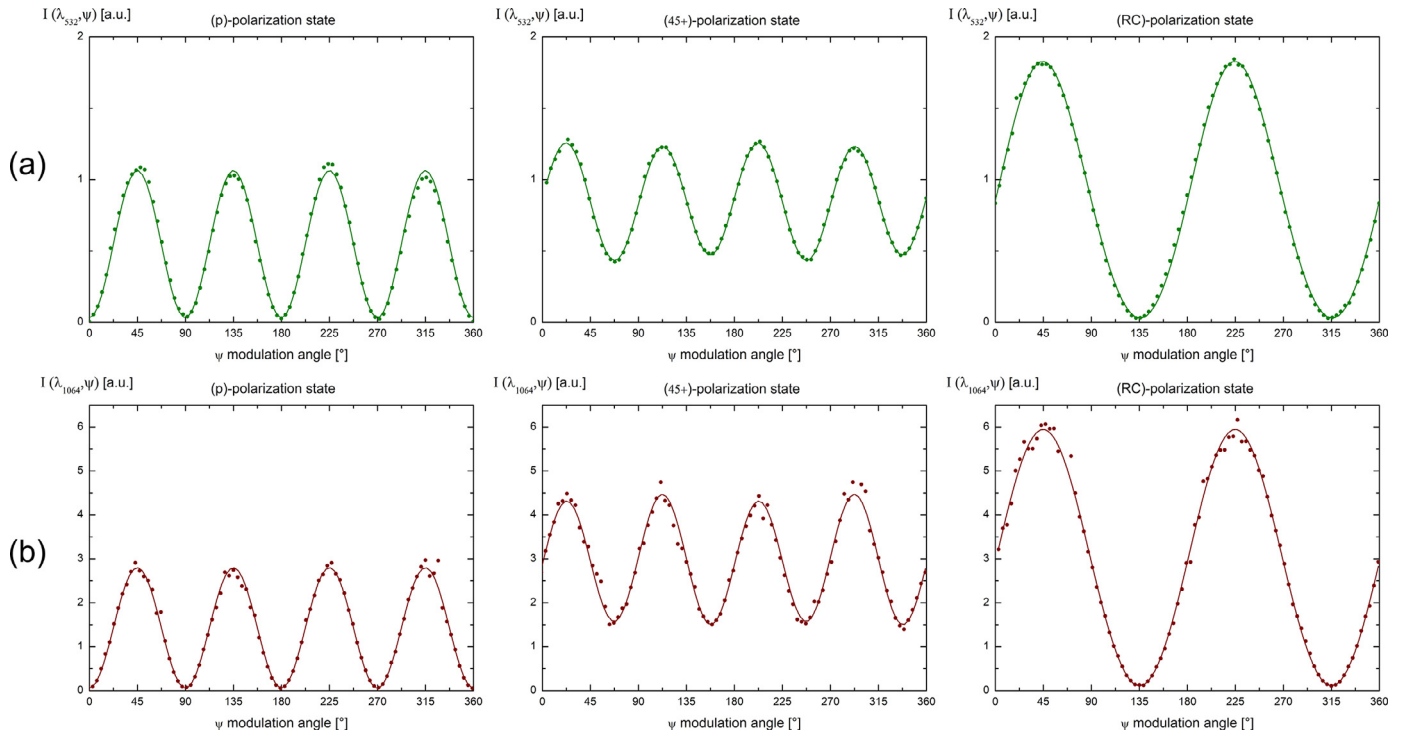 I (λ532,ψ) [a.u.] (p)-polarization state
2
1
0
0 45 90 135 180 225 270 315 360
ψ modulation angle [°]
I (λ532,ψ) [a.u.] (45+)-polarization state
2
1
0
0 45 90 135 180 225 270 315 360
ψ modulation angle [°]
I (λ532,ψ) [a.u.] (RC)-polarization state
2
1
0
0 45 90 135 180 225 270 315 360
ψ modulation angle [°]
(a)
I (λ1064,ψ) [a.u.] (p)-polarization state
6
5
4
3
2
1
0
0 45 90 135 180 225 270 315 360
ψ modulation angle [°]
I (λ1064,ψ) [a.u.] (45+)-polarization state
6
5
4
3
2
1
0
0 45 90 135 180 225 270 315 360
ψ modulation angle [°]
I (λ1064,ψ) [a.u.] (RC)-polarization state
6
5
4
3
2
1
0
0 45 90 135 180 225 270 315 360
ψ modulation angle [°]
(b)